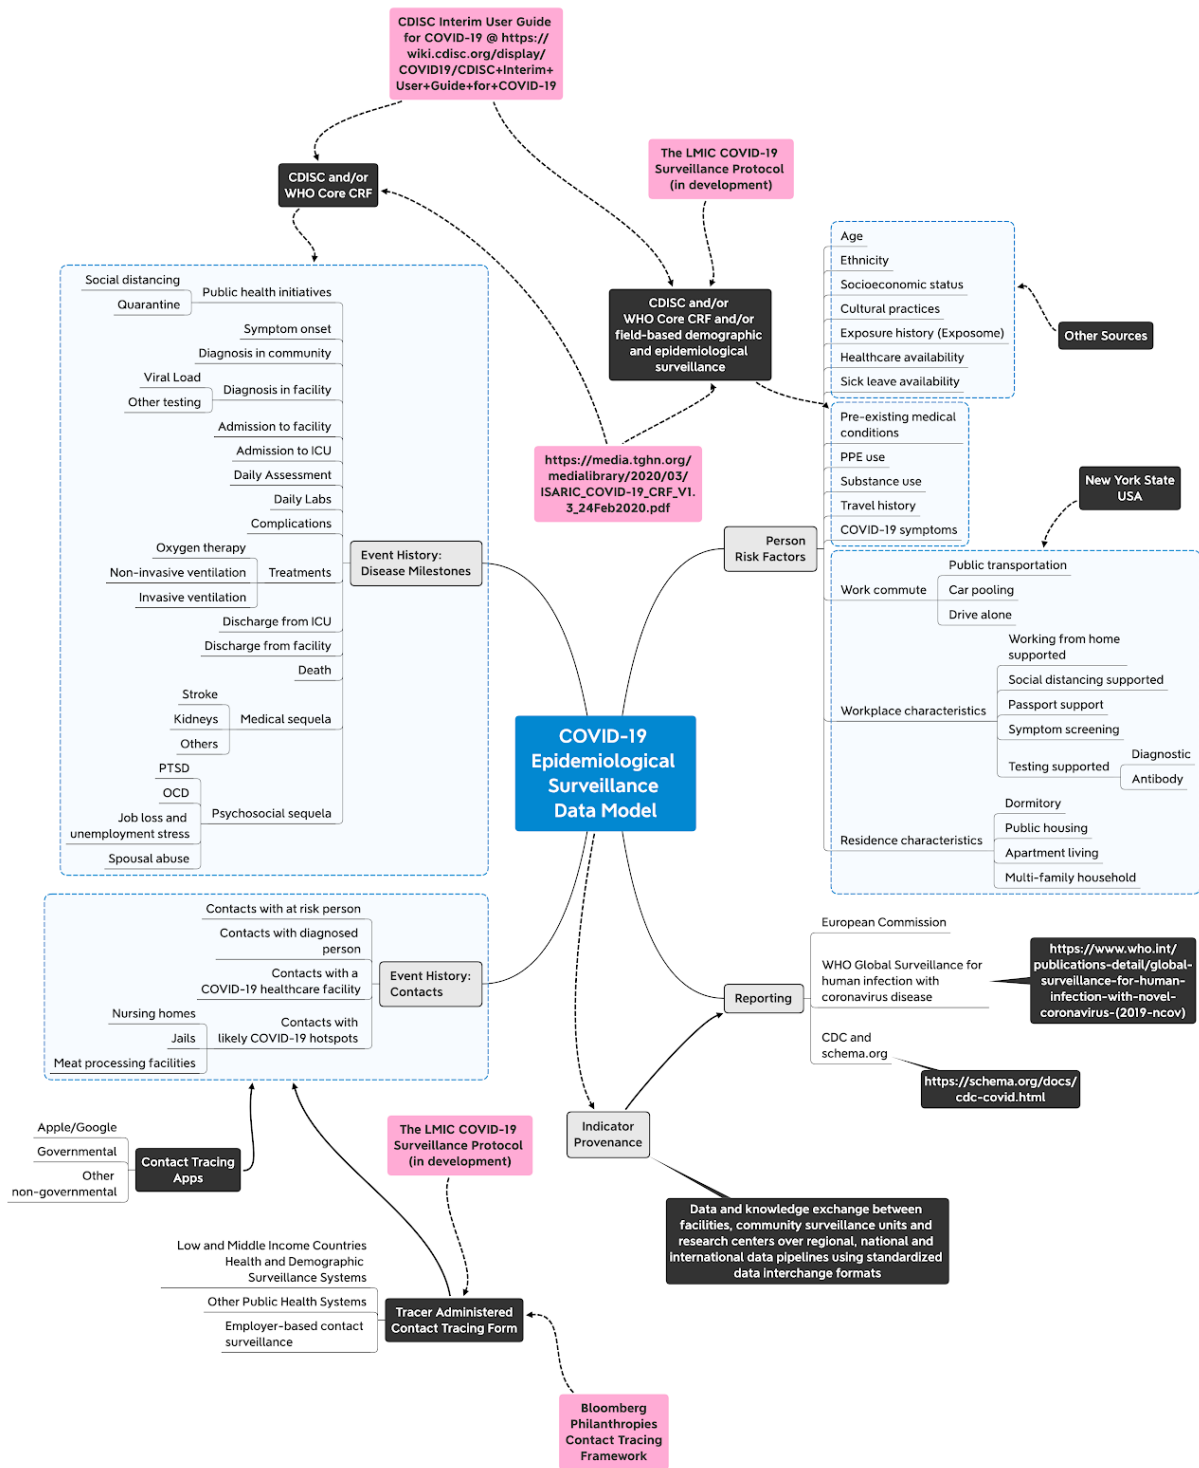 CDISC Interim User Guide
for COVID-19 @ https://
wiki.cdisc.org/display/
COVID19/CDISC+Interim+
User+Guide+for+COVID-19
The LMIC COVID-19
Surveillance Protocol
(in development)
CDISC and/or
WHO Core CRF
CDISC and/or
WHO Core CRF and/or
field-based demographic
and epidemiological
surveillance
https://media.tghn.org/
medialibrary/2020/03/
ISARIC_COVID-19_CRF_V1.
3_24Feb2020.pdf
Social distancing
Quarantine
Public health initiatives
Symptom onset
Diagnosis in community
Viral Load
Other testing
Diagnosis in facility
Admission to facility
Admission to ICU
Daily Assessment
Daily Labs
Complications
Oxygen therapy
Non-invasive ventilation
Invasive ventilation
Treatments
Discharge from ICU
Discharge from facility
Death
Stroke
Kidneys
Others
Medical sequela
PTSD
OCD
Job loss and
unemployment stress
Spousal abuse
Psychosocial sequela
Event History:
Disease Milestones
Age
Ethnicity
Socioeconomic status
Cultural practices
Exposure history (Exposome)
Healthcare availability
Sick leave availability
Other Sources
Pre-existing medical
conditions
PPE use
Substance use
Travel history
COVID-19 symptoms
Person
Risk Factors
New York State
USA
Work commute
Public transportation
Car pooling
Drive alone
Workplace characteristics
Working from home
supported
Social distancing supported
Passport support
Symptom screening
Testing supported
Diagnostic
Antibody
Residence characteristics
Dormitory
Public housing
Apartment living
Multi-family household
COVID-19
Epidemiological
Surveillance
Data Model
Contacts with at risk person
Contacts with diagnosed
person
Contacts with a
COVID-19 healthcare facility
Nursing homes
Jails
Meat processing facilities
Contacts with
likely COVID-19 hotspots
Event History:
Contacts
Reporting
European Commission
WHO Global Surveillance for
human infection with
coronavirus disease
https://www.who.int/
publications-detail/global-
surveillance-for-human-
infection-with-novel-
coronavirus-(2019-ncov)
CDC and
schema.org
https://schema.org/docs/
cdc-covid.html
Indicator
Provenance
Data and knowledge exchange between
facilities, community surveillance units and
research centers over regional, national and
international data pipelines using standardized
data interchange formats
Apple/Google
Governmental
Other
non-governmental
Contact Tracing
Apps
The LMIC COVID-19
Surveillance Protocol
(in development)
Low and Middle Income Countries
Health and Demographic
Surveillance Systems
Other Public Health Systems
Employer-based contact
surveillance
Tracer Administered
Contact Tracing Form
Bloomberg
Philanthropies
Contact Tracing
Framework